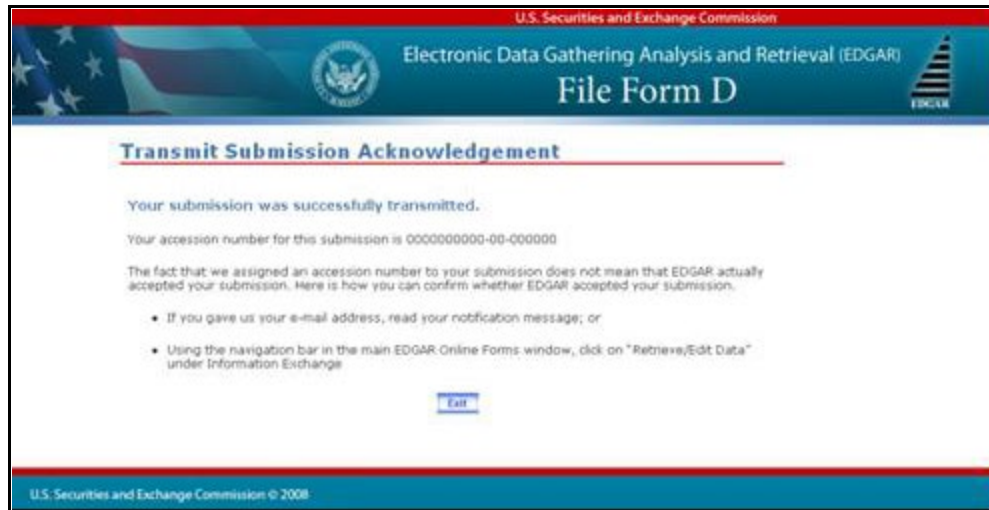 U.S. Securities and Exchange Commission
Electronic Data Gathering Analysis and Retrieval (EDGAR)
File Form D
EDGAR
Transmit Submission Acknowledgement
Your submission was successfully transmitted.
Your accession number for this submission is 0000000000-00-000000
The fact that we assigned an accession number to your submission does not mean that EDGAR actually
accepted your submission. Here is how you can confirm whether EDGAR accepted your submission.
• If you gave us your e-mail address, read your notification message; or
• Using the navigation bar in the main EDGAR Online Forms window, click on "Retrieve/Edit Data"
under Information Exchange
Exit
U.S. Securities and Exchange Commission © 2008